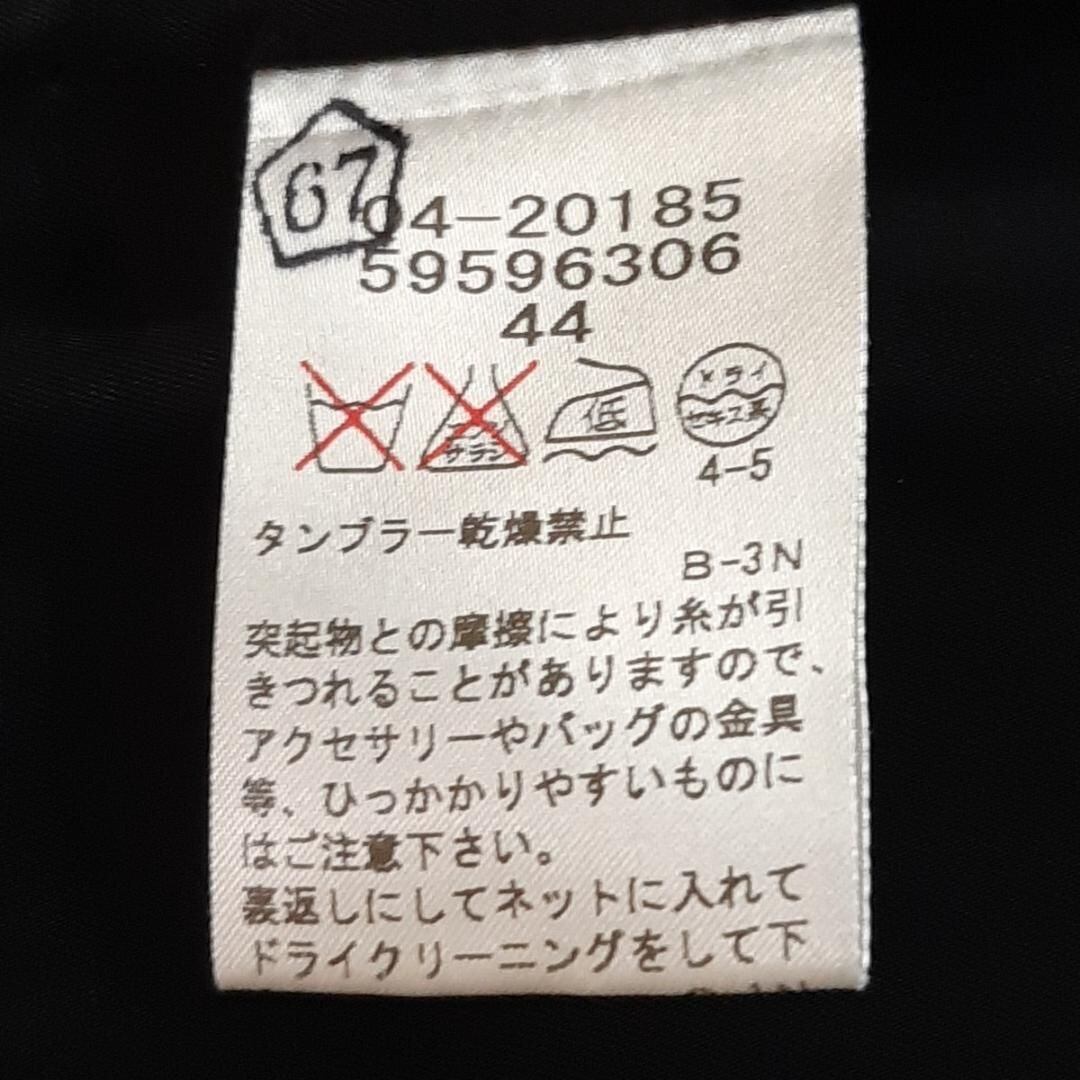 67
04-20185
59596306
44
サラシ
低
ドライ
セキユ系
4-5
タンブラー乾燥禁止
B-3N
突起物との摩擦により糸が引
きつれることがありますので、
アクセサリーやバッグの金具
等、ひっかかりやすいものに
はご注意下さい。
裏返しにしてネットに入れて
ドライクリーニングをして下